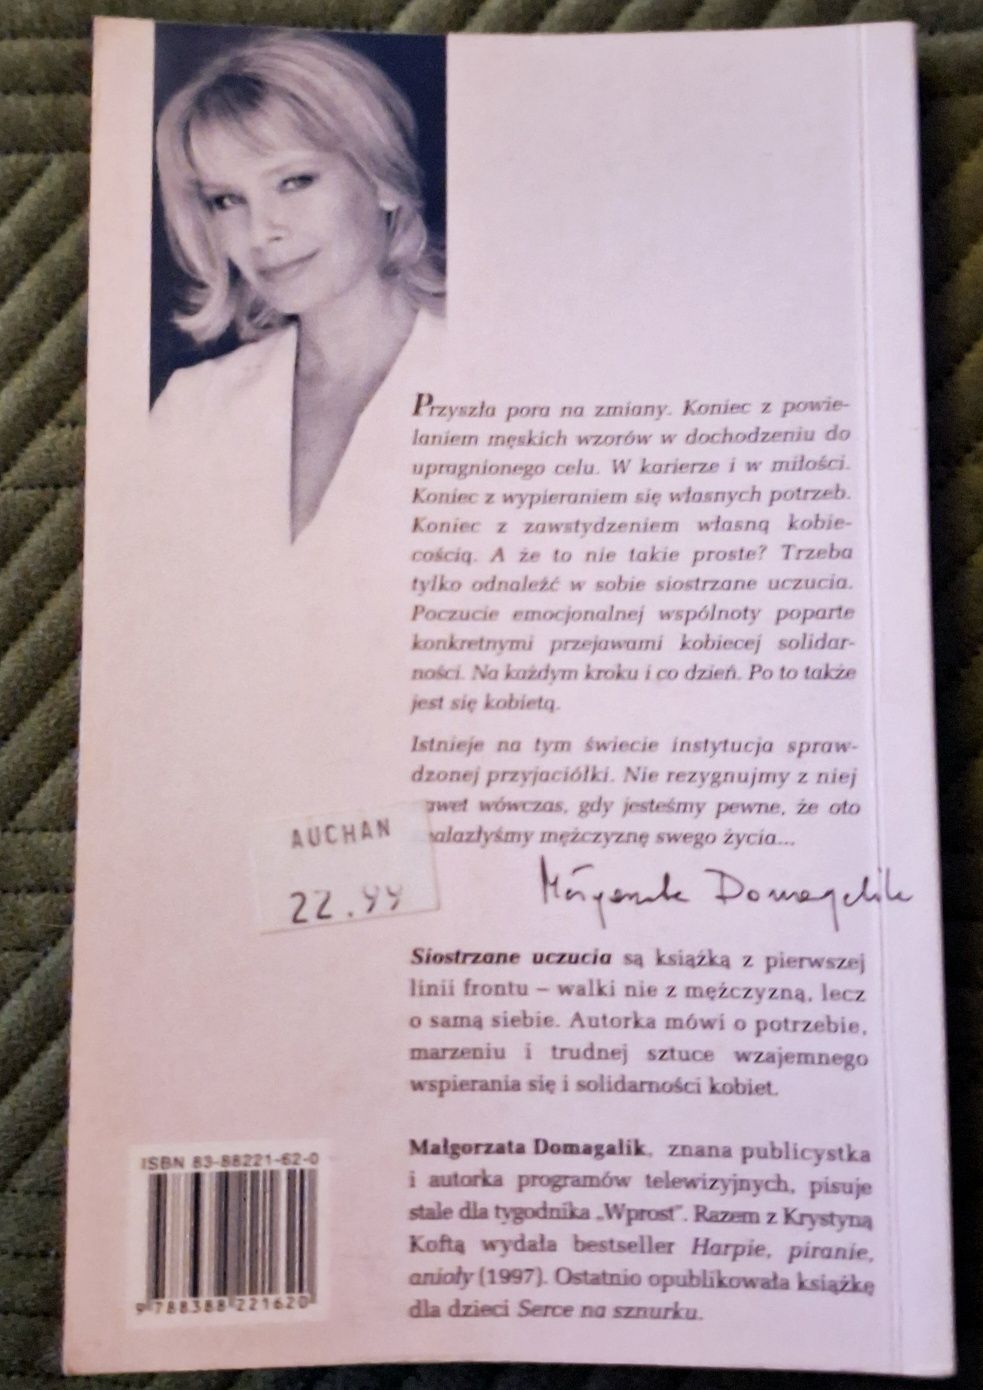 Przyszła pora na zmiany. Koniec z powie-
laniem męskich wzorów w dochodzeniu do
upragnionego celu. W karierze i w miłości.
Koniec z wypieraniem się własnych potrzeb.
Koniec z zawstydzeniem własną kobie-
cością. A że to nie takie proste? Trzeba
tylko odnaleźć w sobie siostrzane uczucia.
Poczucie emocjonalnej wspólnoty poparte
konkretnymi przejawami kobiecej solidar-
ności. Na każdym kroku i co dzień. Po to także
jest się kobietą.
Istnieje na tym świecie instytucja spraw-
dzonej przyjaciółki. Nie rezygnujmy z niej
awet wówczas, gdy jesteśmy pewne, że oto
alazłyśmy mężczyznę swego życia...
AUCHAN
22.99
Małgorzata Domagalik
Siostrzane uczucia są książką z pierwszej
linii frontu – walki nie z mężczyzną, lecz
o samą siebie. Autorka mówi o potrzebie,
marzeniu i trudnej sztuce wzajemnego
wspierania się i solidarności kobiet.
Małgorzata Domagalik, znana publicystka
i autorka programów telewizyjnych, pisuje
stale dla tygodnika „Wprost”. Razem z Krystyną
Koftą wydała bestseller Harpie, piranie,
anioły (1997). Ostatnio opublikowała książkę
dla dzieci Serce na sznurku.
ISBN 83-88221-62-0
9 788388 221620